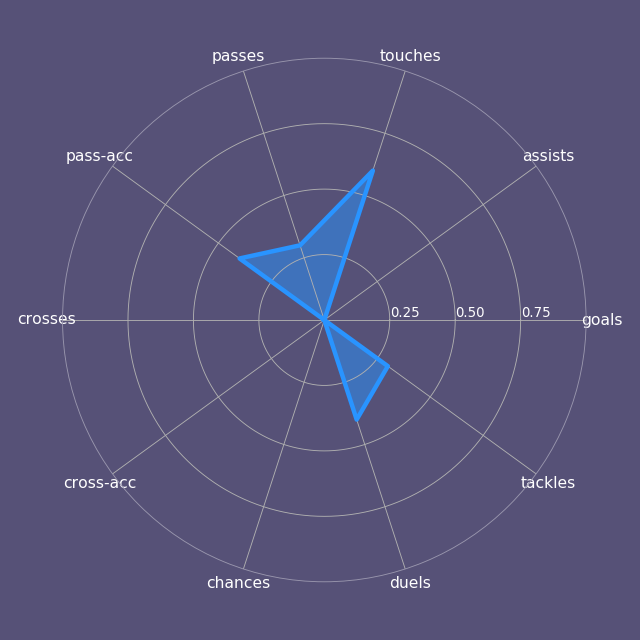 passes
touches
pass-acc
assists
crosses
0.25
0.50
0.75
goals
cross-acc
tackles
chances
duels